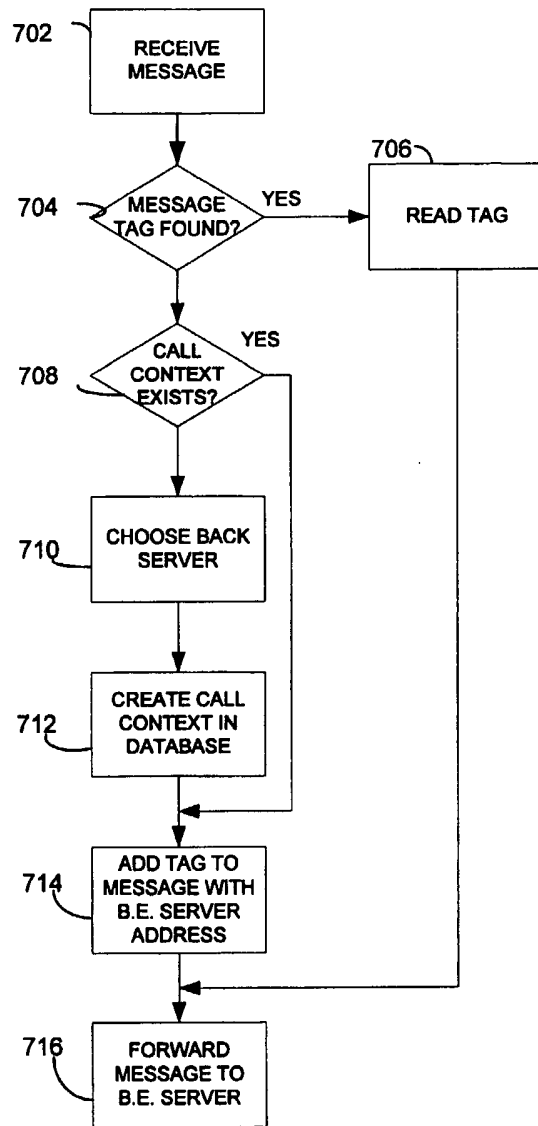 702
RECEIVE
MESSAGE
706
704
MESSAGE
TAG FOUND?
YES
READ TAG
708
CALL
CONTEXT
EXISTS?
YES
710
CHOOSE BACK
SERVER
712
CREATE CALL
CONTEXT IN
DATABASE
714
ADD TAG TO
MESSAGE WITH
B.E. SERVER
ADDRESS
716
FORWARD
MESSAGE TO
B.E. SERVER